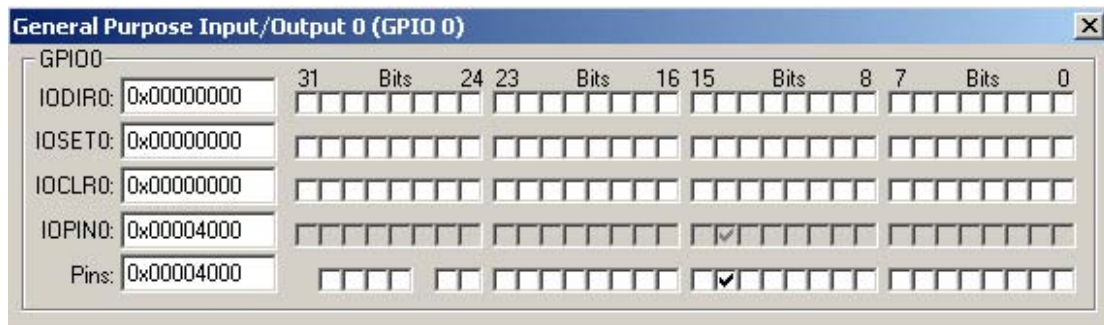 General Purpose Input/Output 0 (GPIO 0)
GPIO0
31 Bits 24 23 Bits 16 15 Bits 8 7 Bits 0
IODIR0: 0x00000000
IOSET0: 0x00000000
IOCLR0: 0x00000000
IOPIN0: 0x00004000
Pins: 0x00004000